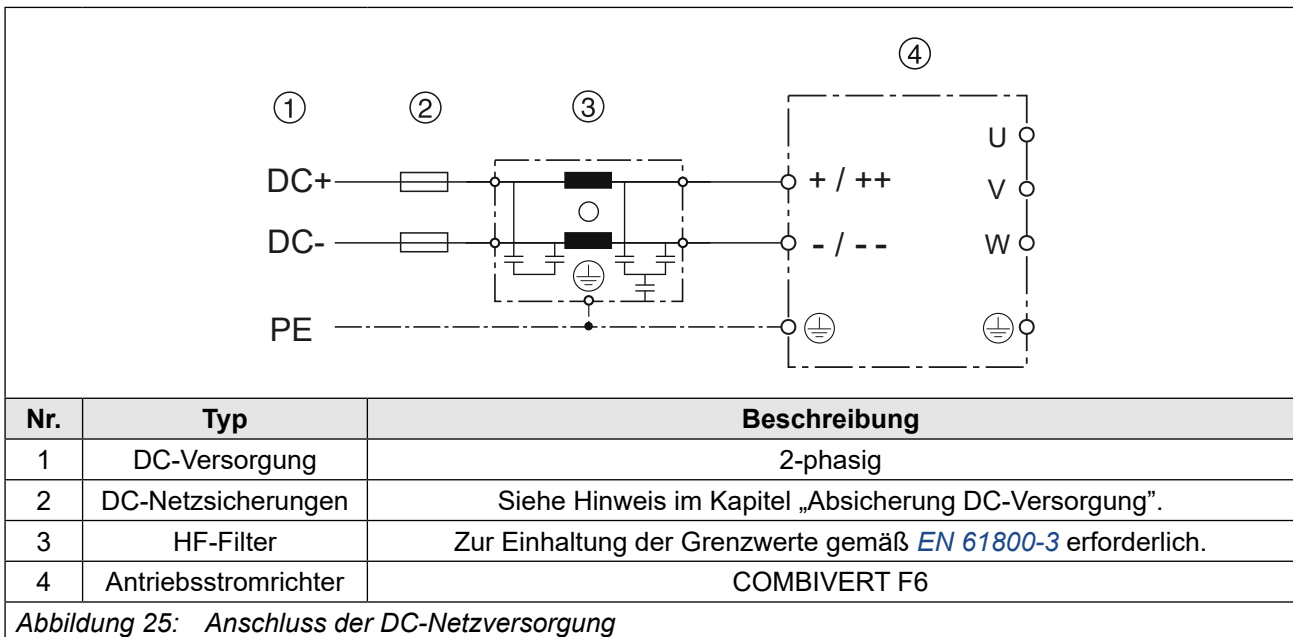 ④
① ② ③
U
DC+ + / ++ V
DC- - / -- W
PE
Nr. Typ Beschreibung
1 DC-Versorgung 2-phasig
2 DC-Netzsicherungen Siehe Hinweis im Kapitel „Absicherung DC-Versorgung”.
3 HF-Filter Zur Einhaltung der Grenzwerte gemäß EN 61800-3 erforderlich.
4 Antriebsstromrichter COMBIVERT F6
Abbildung 25: Anschluss der DC-Netzversorgung